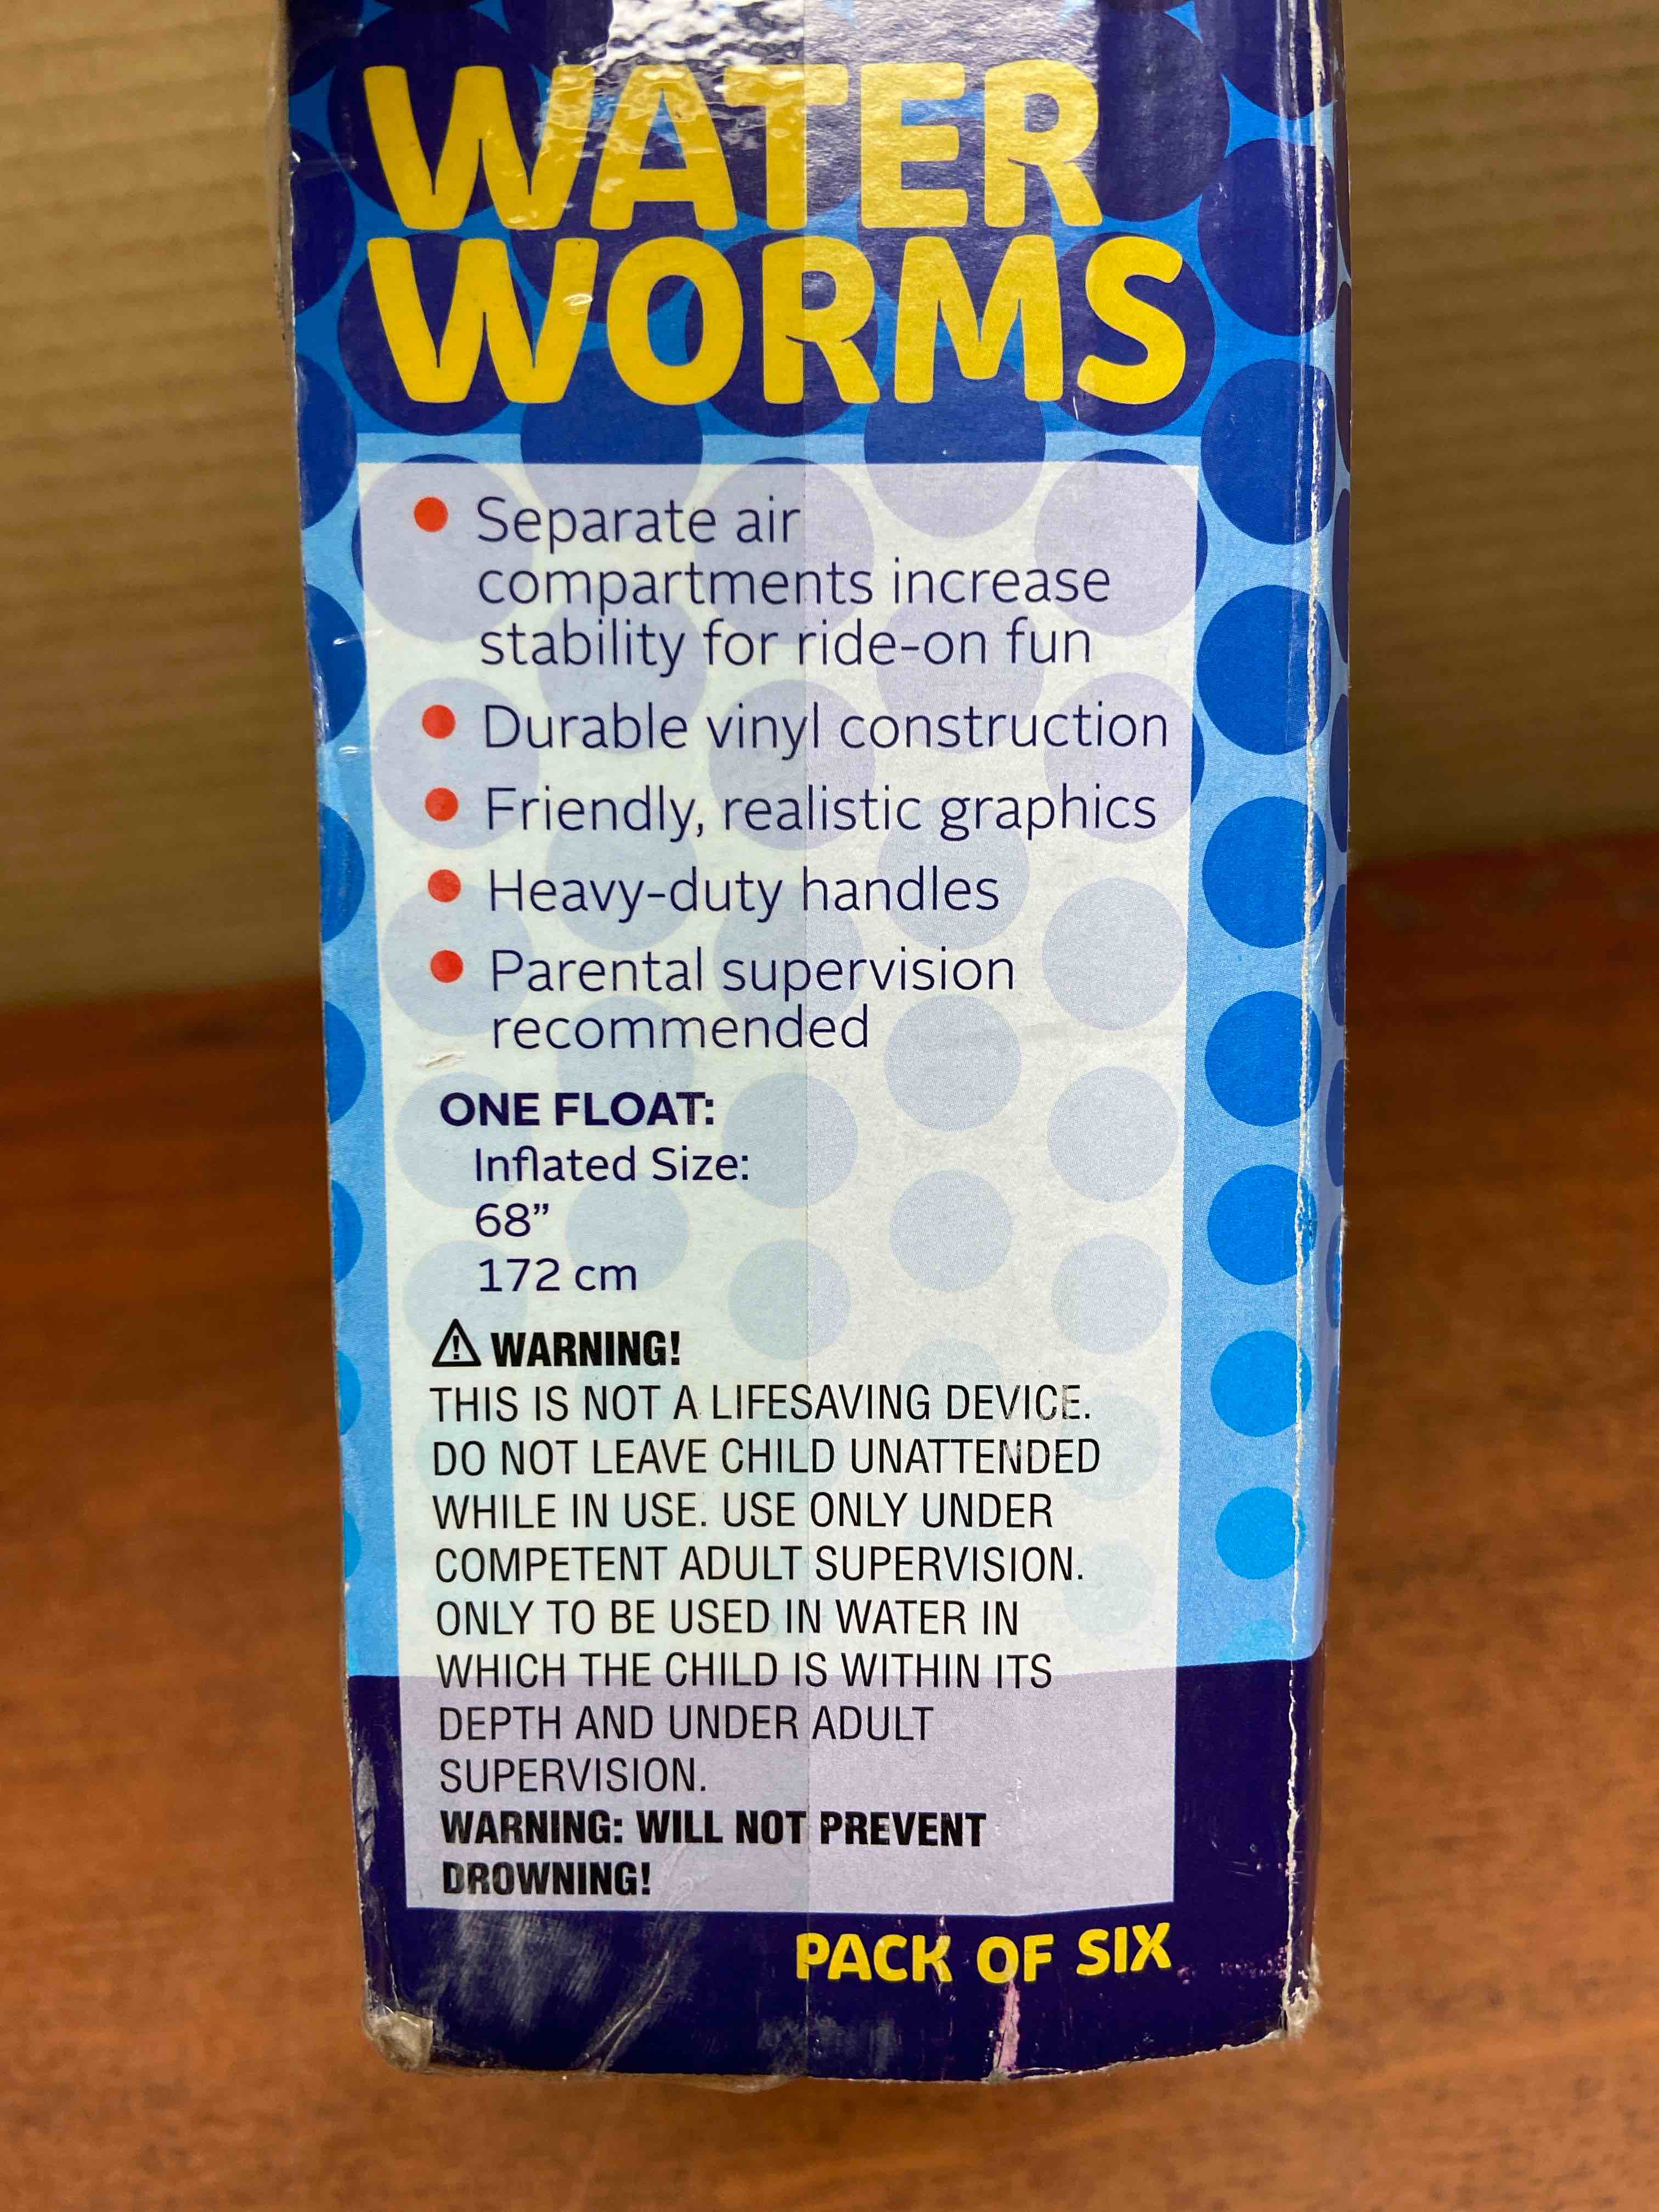 WATER
WORMS
• Separate air
compartments increase
stability for ride-on fun
• Durable vinyl construction
• Friendly, realistic graphics
• Heavy-duty handles
• Parental supervision
recommended
ONE FLOAT:
Inflated Size:
68”
172 cm
⚠ WARNING!
THIS IS NOT A LIFESAVING DEVICE.
DO NOT LEAVE CHILD UNATTENDED
WHILE IN USE. USE ONLY UNDER
COMPETENT ADULT SUPERVISION.
ONLY TO BE USED IN WATER IN
WHICH THE CHILD IS WITHIN ITS
DEPTH AND UNDER ADULT
SUPERVISION.
WARNING: WILL NOT PREVENT
DROWNING!
PACK OF SIX